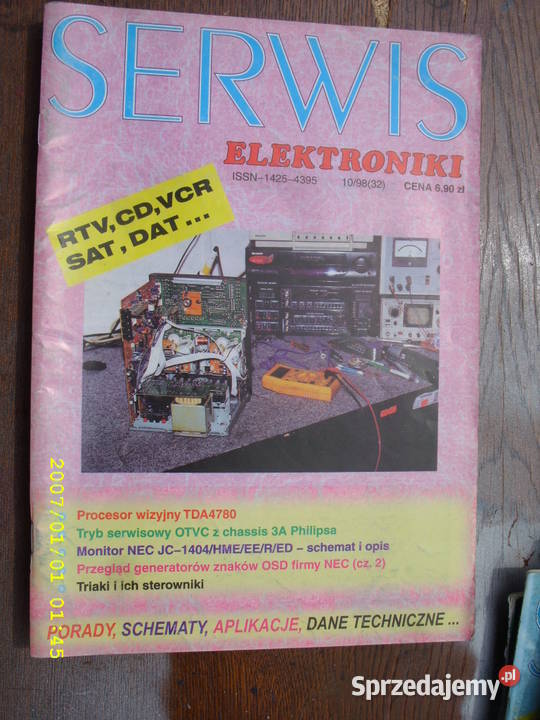 SERWIS
ELEKTRONIKI
ISSN-1425-4395 10/98(32) CENA 6,90 zł
RTV,CD,VCR
SAT, DAT...
Procesor wizyjny TDA4780
Tryb serwisowy OTVC z chassis 3A Philipsa
Monitor NEC JC-1404/HME/EE/R/ED - schemat i opis
Przegląd generatorów znaków OSD firmy NEC (cz. 2)
Triaki i ich sterowniki
PORADY, SCHEMATY, APLIKACJE, DANE TECHNICZNE ...
2007/01/01 01:45
Sprzedajemy.pl